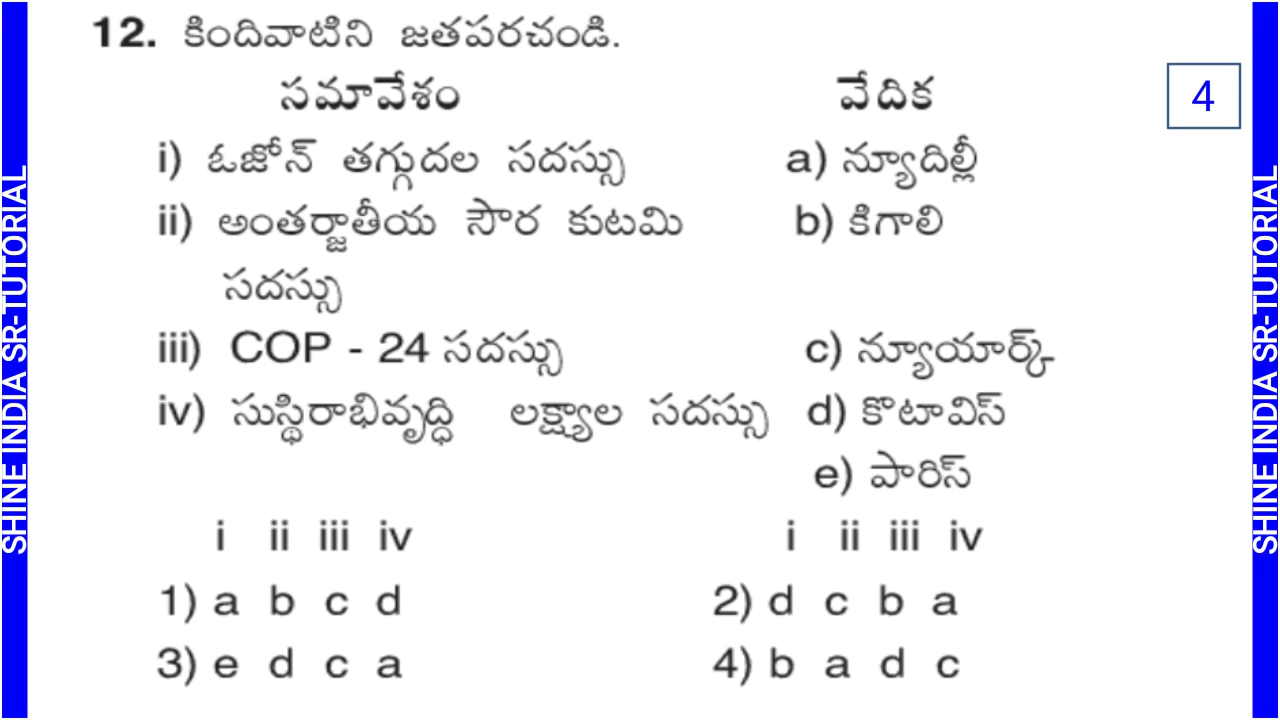 12. కిందివాటిని జతపరచండి.
సమావేశం వేదిక
4
i) ఓజోన్ తగ్గుదల సదస్సు a) న్యూదిల్లీ
ii) అంతర్జాతీయ సౌర కుటమి b) కిగాలి
సదస్సు
iii) COP - 24 సదస్సు c) న్యూయార్క్
iv) సుస్థిరాభివృద్ధి లక్ష్యాల సదస్సు d) కొటావిస్
e) పారిస్
i ii iii iv i ii iii iv
1) a b c d 2) d c b a
3) e d c a 4) b a d c
SHINE INDIA SR-TUTORIAL
SHINE INDIA SR-TUTORIAL